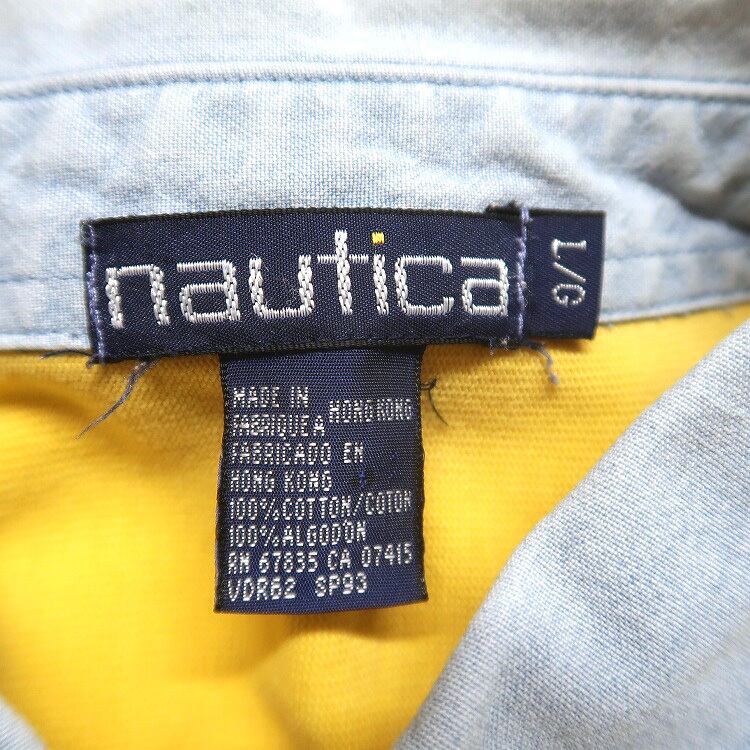 nautica
L/G
MADE IN
FABRIQUE A HONG KONG
FABRICADO EN
HONG KONG
100% COTTON/COTON
100% ALGODON
RN 67835 CA 07415
VDR62 SP93